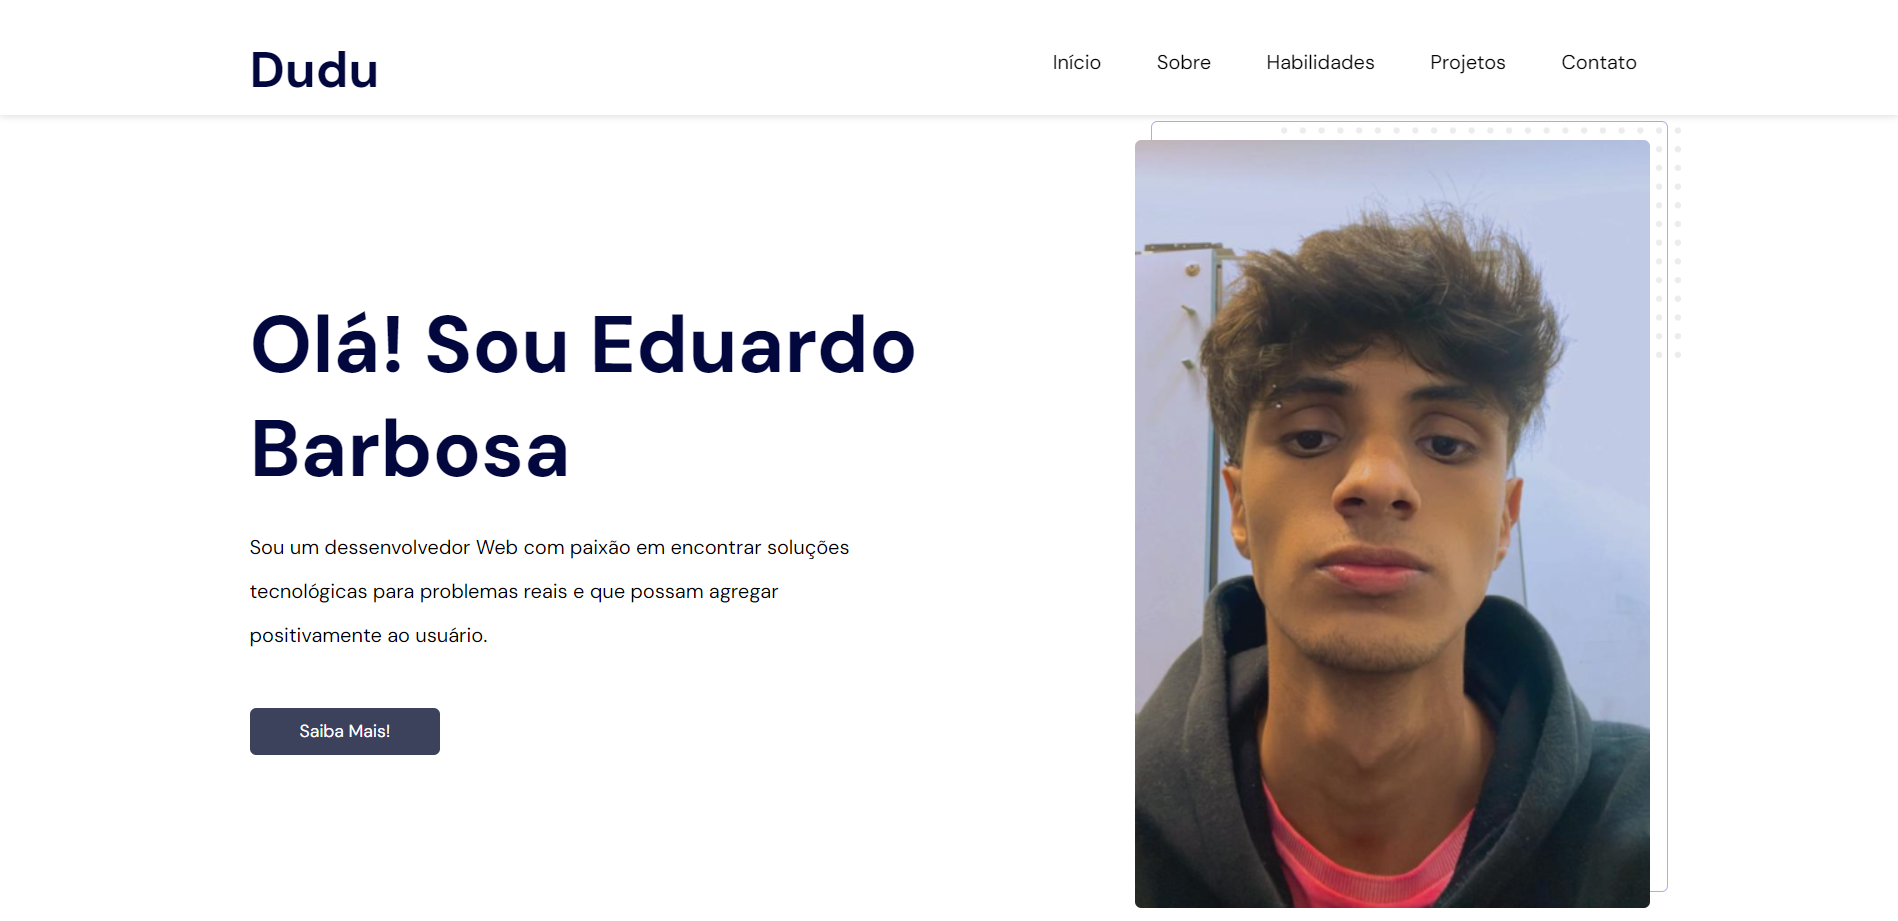 Dudu
Início
Sobre
Habilidades
Projetos
Contato
Olá! Sou Eduardo
Barbosa
Sou um dessenvolvedor Web com paixão em encontrar soluções
tecnológicas para problemas reais e que possam agregar
positivamente ao usuário.
Saiba Mais!